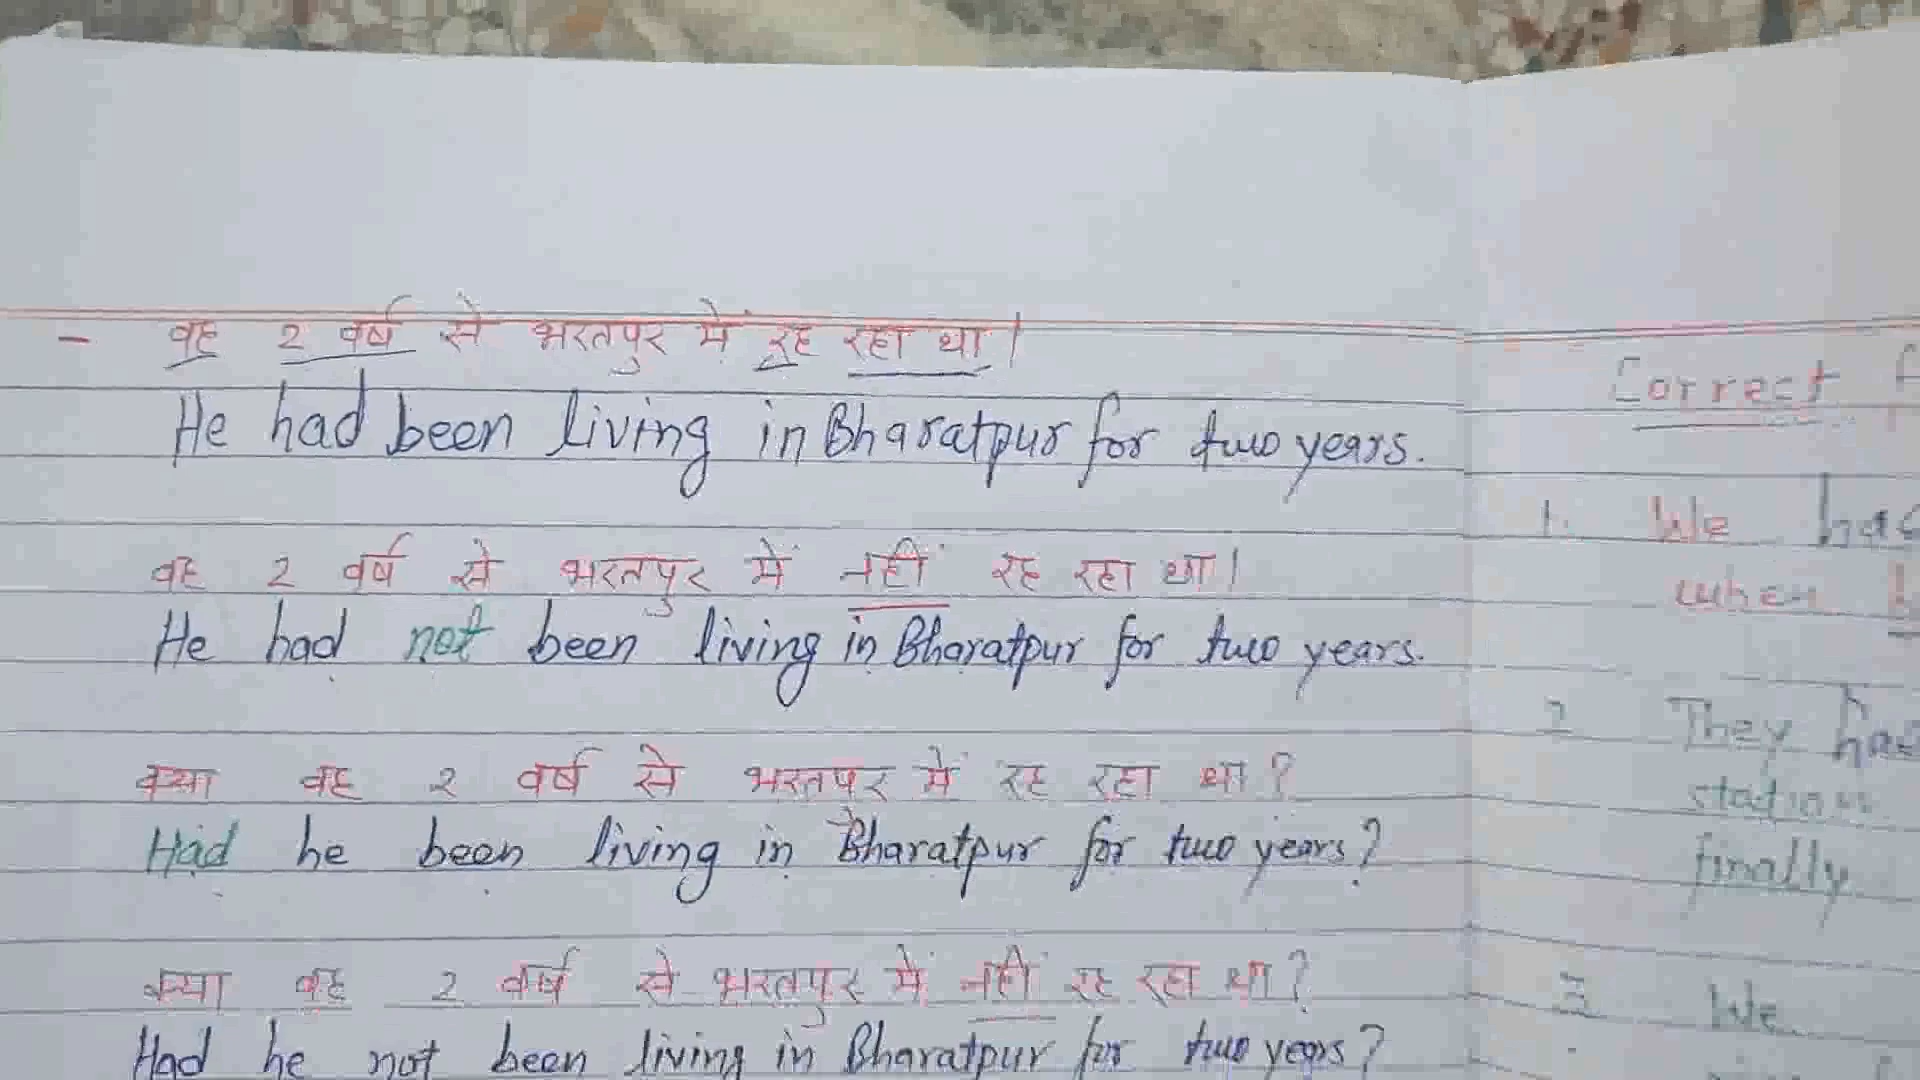 - वह 2 वर्ष से भरतपुर में रह रहा था।
He had been living in Bharatpur for two years.
वह 2 वर्ष से भरतपुर में नहीं रह रहा था।
He had not been living in Bharatpur for two years.
क्या वह 2 वर्ष से भरतपुर में रह रहा था?
Had he been living in Bharatpur for two years?
क्या वह 2 वर्ष से भरतपुर में नहीं रह रहा था?
Had he not been living in Bharatpur for two years?
Correct
1. We
when
2 They
station
finally
3 We